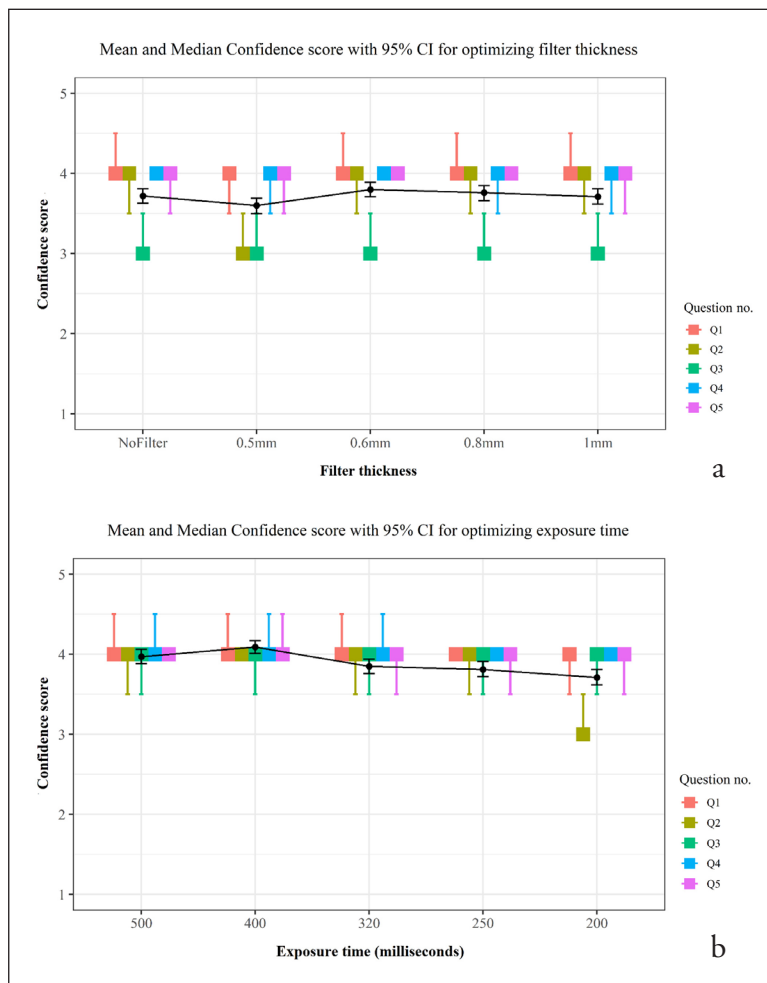 Mean and Median Confidence score with 95% CI for optimizing filter thickness
5
4
3
2
1
Confidence score
NoFilter 0.5mm 0.6mm 0.8mm 1mm
Filter thickness
Question no.
Q1
Q2
Q3
Q4
Q5
a
Mean and Median Confidence score with 95% CI for optimizing exposure time
5
4
3
2
1
Confidence score
500 400 320 250 200
Exposure time (milliseconds)
Question no.
Q1
Q2
Q3
Q4
Q5
b